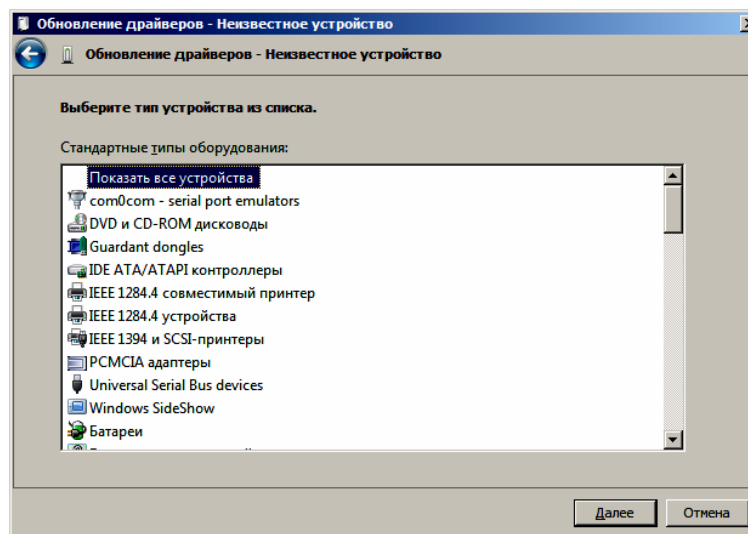 Обновление драйверов - Неизвестное устройство
Обновление драйверов - Неизвестное устройство
Выберите тип устройства из списка.
Стандартные типы оборудования:
Показать все устройства
com0com - serial port emulators
DVD и CD-ROM дисководы
Guardant dongles
IDE ATA/ATAPI контроллеры
IEEE 1284.4 совместимый принтер
IEEE 1284.4 устройства
IEEE 1394 и SCSI-принтеры
PCMCIA адаптеры
Universal Serial Bus devices
Windows SideShow
Батареи
Далее
Отмена